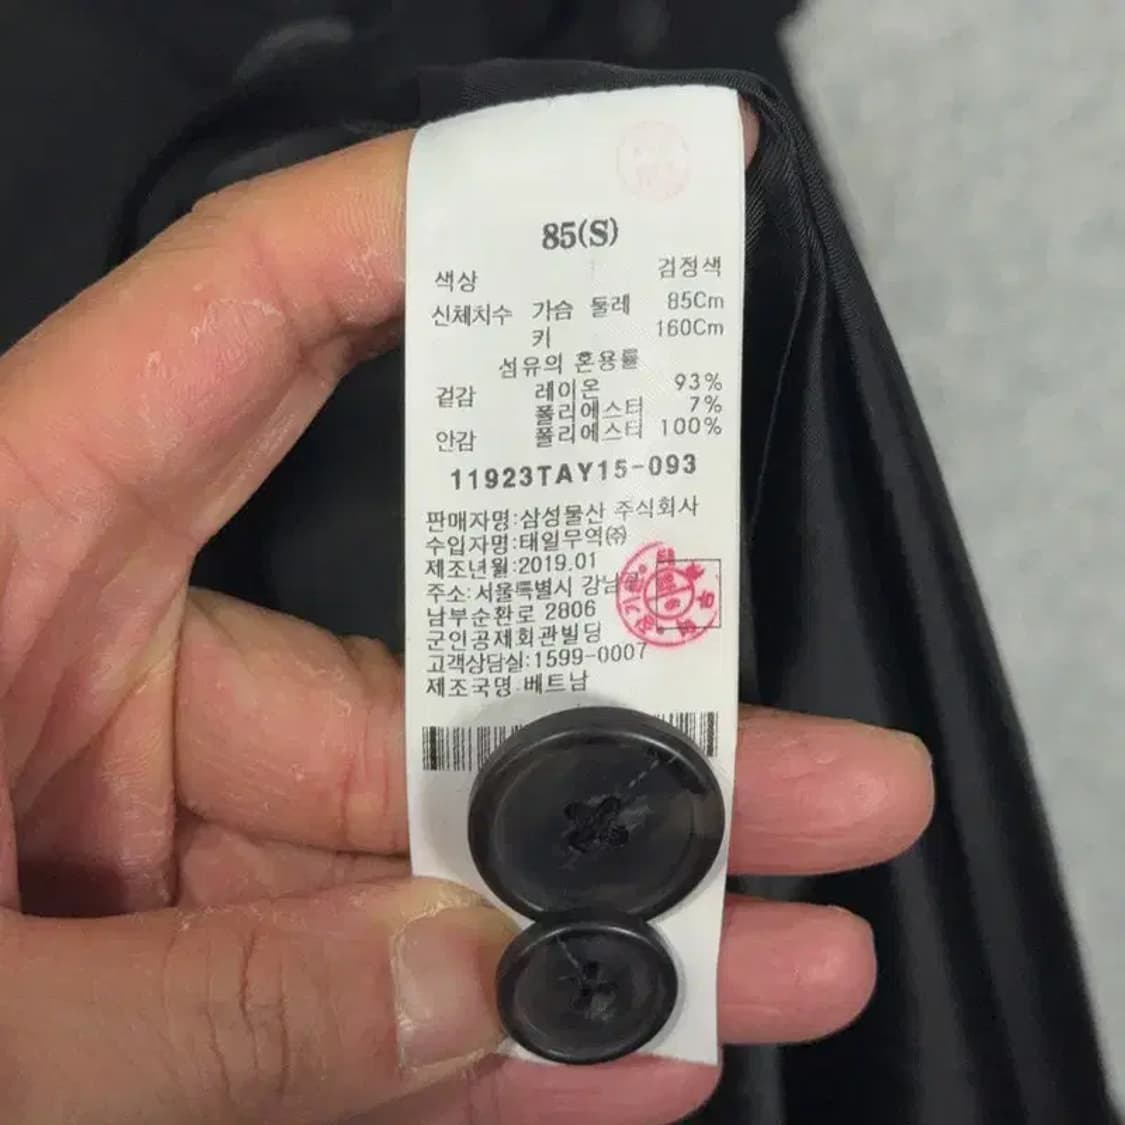 85(S)
색상 검정색
신체치수 가슴 둘레 85Cm
키 160Cm
섬유의 혼용률
겉감 레이온 93%
폴리에스터 7%
안감 폴리에스터 100%
11923TAY15-093
판매자명:삼성물산 주식회사
수입자명:태일무역㈜
제조년월:2019.01
주소:서울특별시 강남구
남부순환로 2806
군인공제회관빌딩
고객상담실:1599-0007
제조국명:베트남